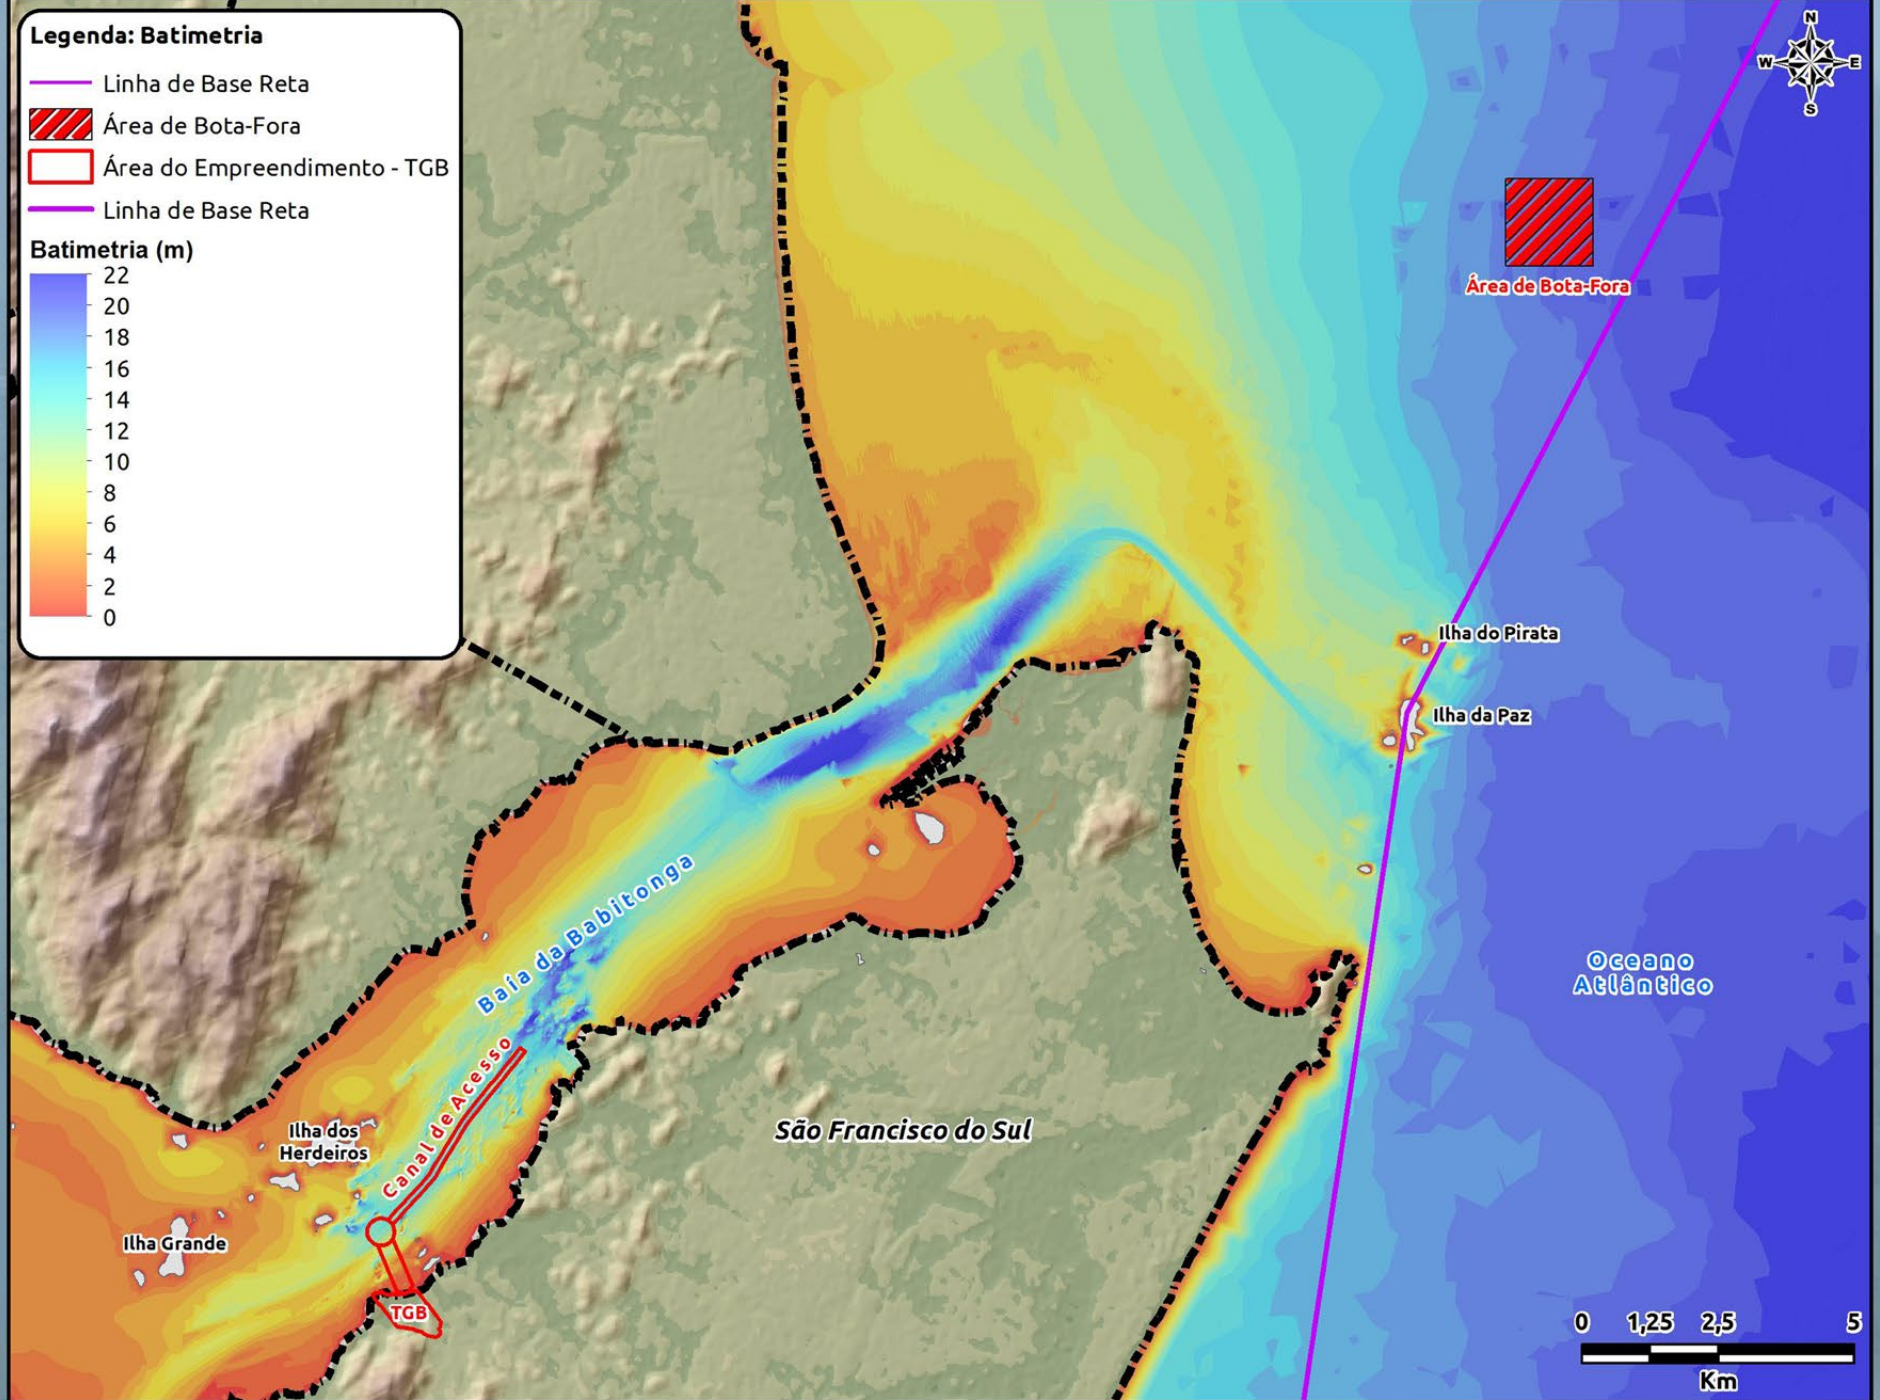 Legenda: Batimetria
Linha de Base Reta
Área de Bota-Fora
Área do Empreendimento - TGB
Linha de Base Reta
Batimetria (m)
22
20
18
16
14
12
10
8
6
4
2
0
N
W E
S
Área de Bota-Fora
Ilha do Pirata
Ilha da Paz
Baía da Babitonga
Oceano
Atlântico
Canal de Acesso
São Francisco do Sul
Ilha dos
Herdeiros
Ilha Grande
TGB
0 1,25 2,5 5
Km